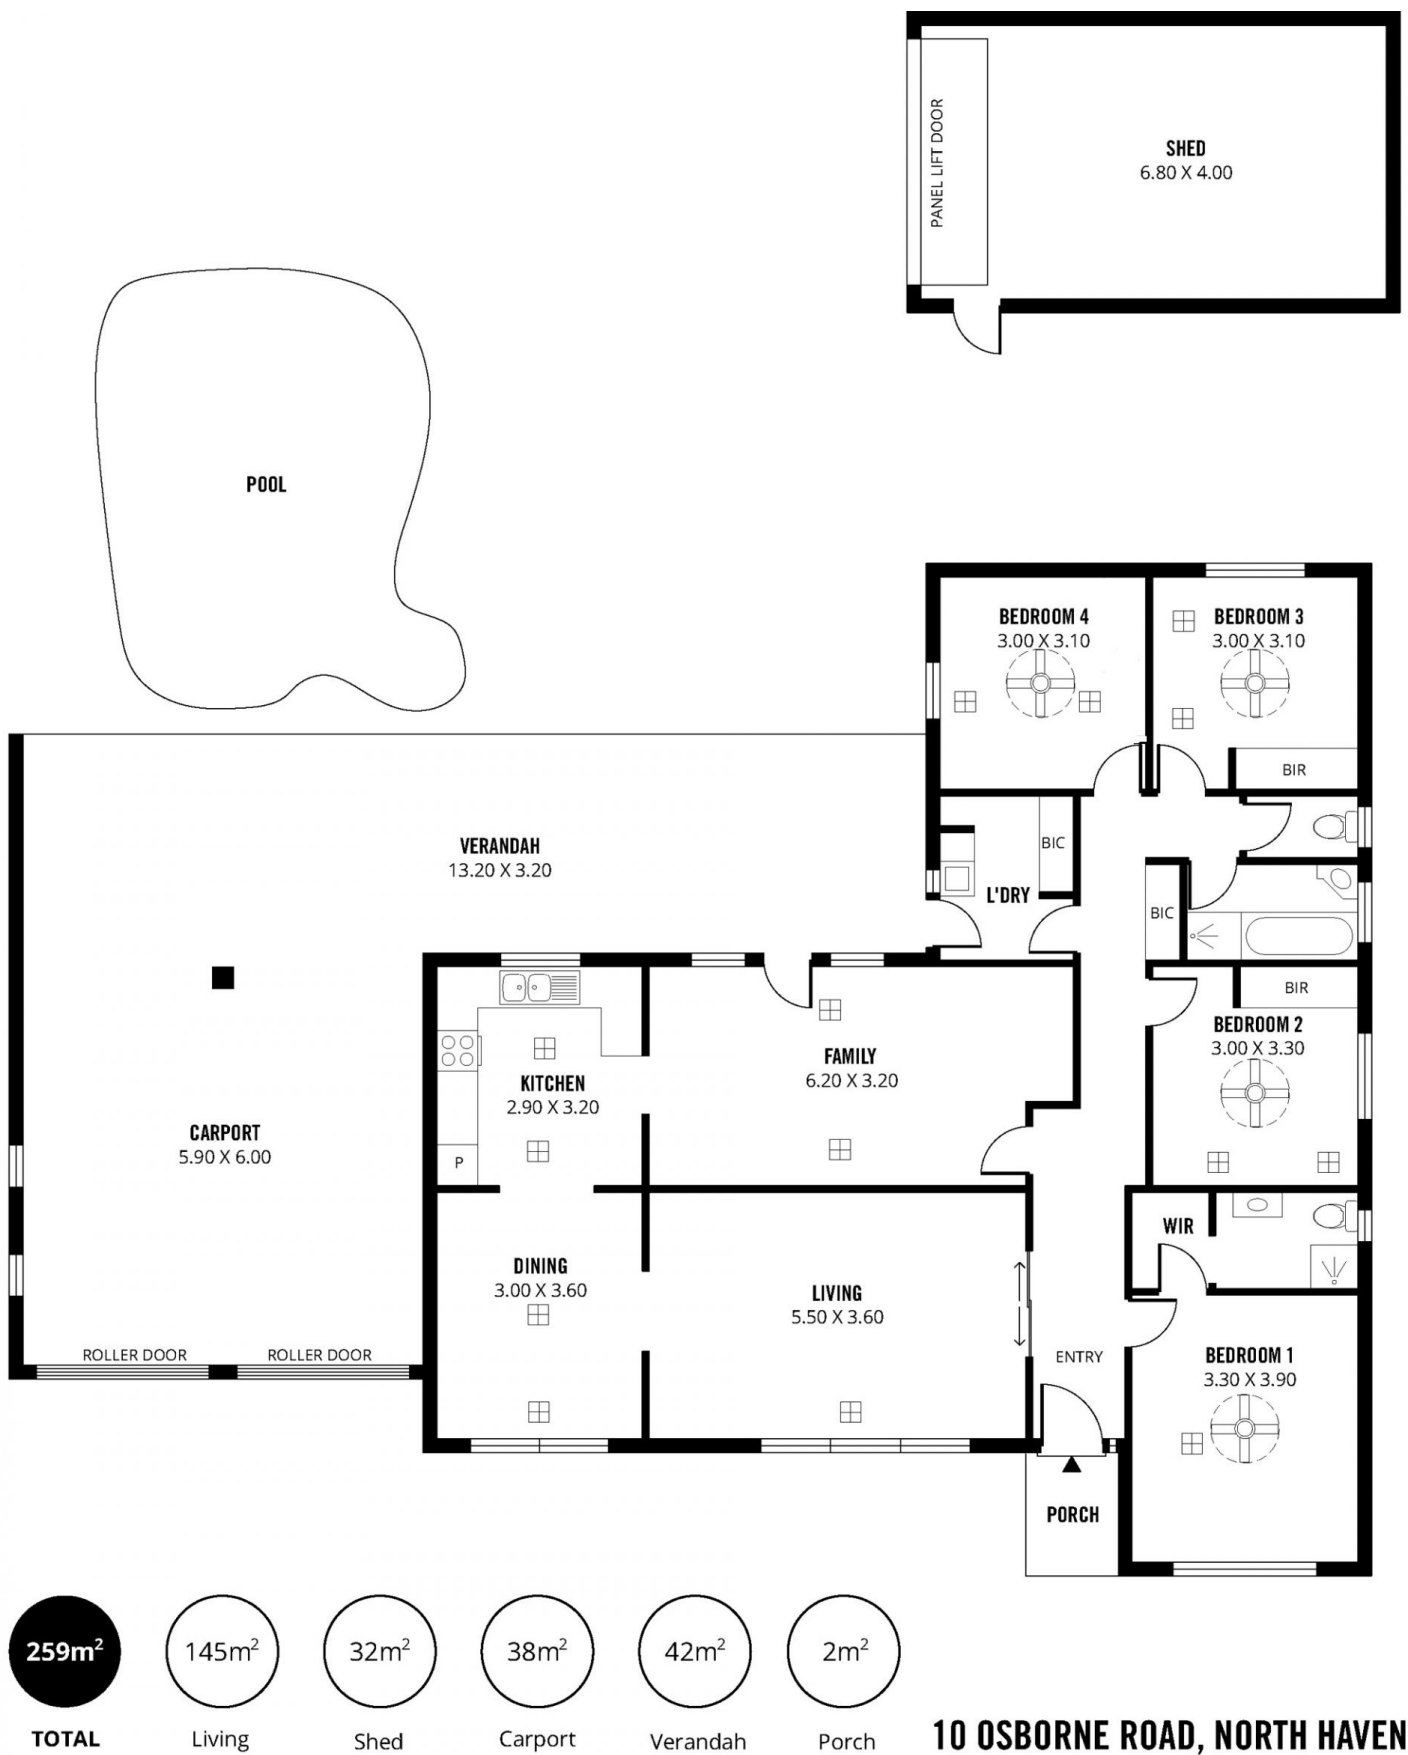 PANEL LIFT DOOR
SHED
6.80 X 4.00
POOL
BEDROOM 4
3.00 X 3.10
BEDROOM 3
3.00 X 3.10
BIR
VERANDAH
13.20 X 3.20
BIC
L'DRY
BIC
BIR
BEDROOM 2
3.00 X 3.30
FAMILY
6.20 X 3.20
KITCHEN
2.90 X 3.20
P
CARPORT
5.90 X 6.00
WIR
DINING
3.00 X 3.60
LIVING
5.50 X 3.60
ROLLER DOOR
ROLLER DOOR
ENTRY
BEDROOM 1
3.30 X 3.90
PORCH
259m²
145m²
32m²
38m²
42m²
2m²
TOTAL
Living
Shed
Carport
Verandah
Porch
10 OSBORNE ROAD, NORTH HAVEN